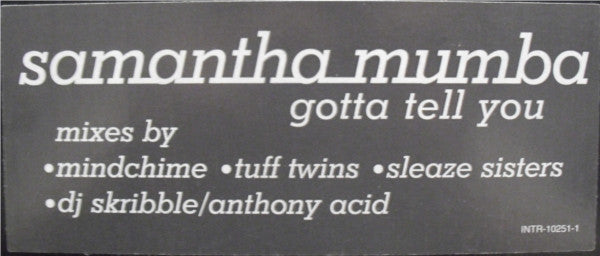 samantha mumba
gotta tell you
mixes by
•mindchime •tuff twins •sleaze sisters
•dj skribble/anthony acid
INTR-10251-1